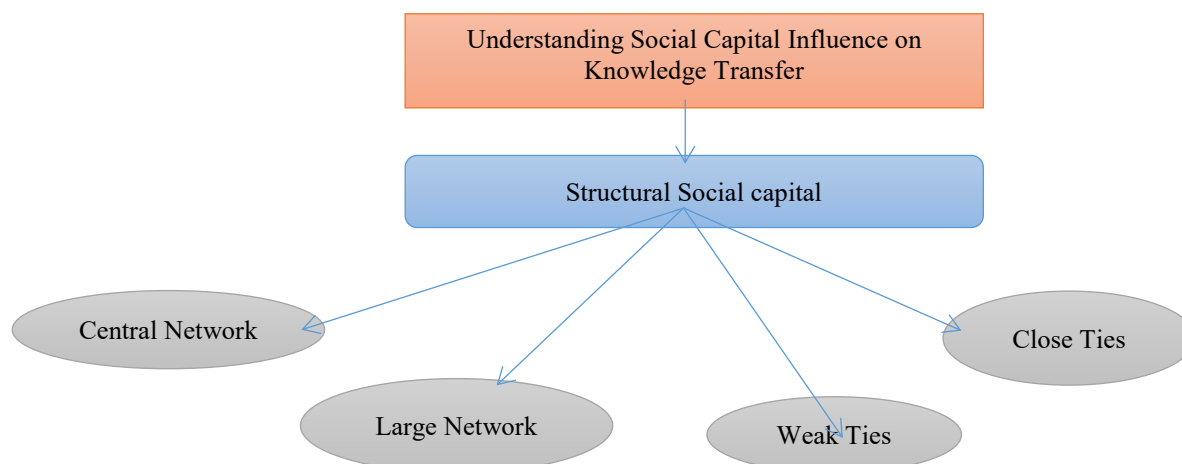 Understanding Social Capital Influence on
Knowledge Transfer
Structural Social capital
Central Network
Close Ties
Large Network
Weak Ties